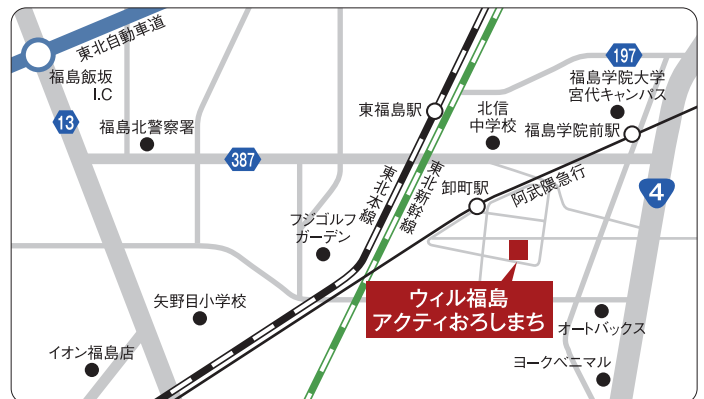 東北自動車道
福島飯坂
I.C
13
福島北警察署
387
東福島駅
北信
中学校
197
福島学院大学
宮代キャンパス
福島学院前駅
東北本線
東北新幹線
卸町駅
阿武隈急行
4
フジゴルフ
ガーデン
矢野目小学校
イオン福島店
ウィル福島
アクティおろしまち
オートバックス
ヨークベニマル